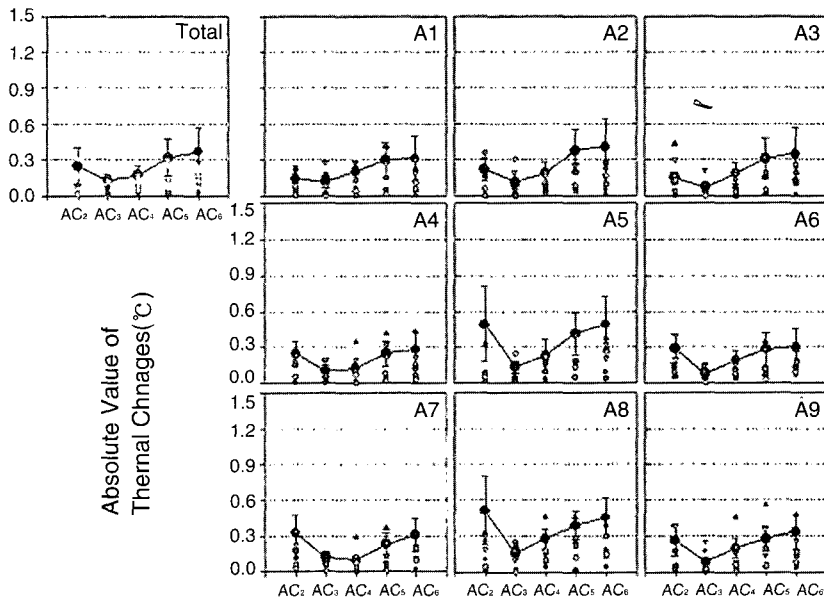 1.5 Total A1 A2 A3
1.2
0.9
0.6
0.3
0.0
AC₂ AC₃ AC₄ AC₅ AC₆
1.5 A4 A5 A6
1.2
0.9
0.6
0.3
0.0
1.5 A7 A8 A9
1.2
0.9
0.6
0.3
0.0
AC₂ AC₃ AC₄ AC₅ AC₆ AC₂ AC₃ AC₄ AC₅ AC₆ AC₂ AC₃ AC₄ AC₅ AC₆
Absolute Value of
Thernal Chnages(℃)